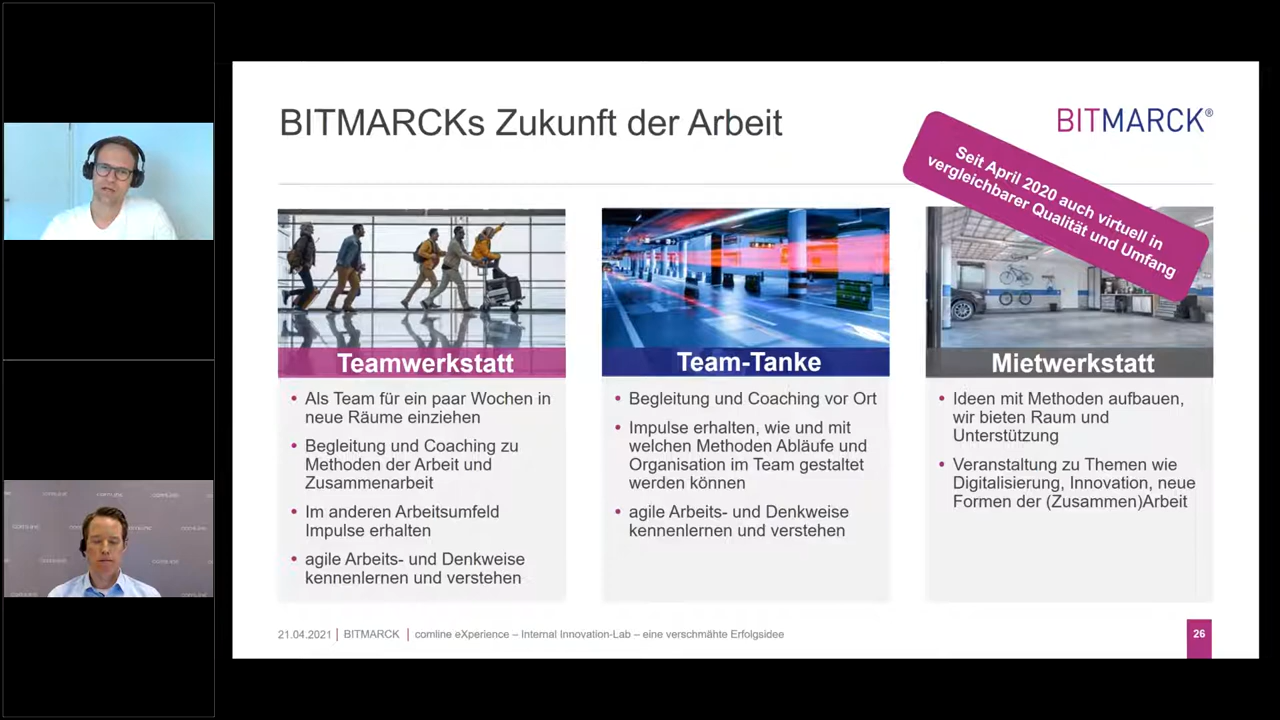 BITMARCKs Zukunft der Arbeit
BITMARCK®
Seit April 2020 auch virtuell in
vergleichbarer Qualität und Umfang
Teamwerkstatt
• Als Team für ein paar Wochen in
neue Räume einziehen
• Begleitung und Coaching zu
Methoden der Arbeit und
Zusammenarbeit
• Im anderen Arbeitsumfeld
Impulse erhalten
• agile Arbeits- und Denkweise
kennenlernen und verstehen
Team-Tanke
• Begleitung und Coaching vor Ort
• Impulse erhalten, wie und mit
welchen Methoden Abläufe und
Organisation im Team gestaltet
werden können
• agile Arbeits- und Denkweise
kennenlernen und verstehen
Mietwerkstatt
• Ideen mit Methoden aufbauen,
wir bieten Raum und
Unterstützung
• Veranstaltung zu Themen wie
Digitalisierung, Innovation, neue
Formen der (Zusammen)Arbeit
21.04.2021 | BITMARCK | comline eXperience – Internal Innovation-Lab – eine verschmähte Erfolgsidee
26